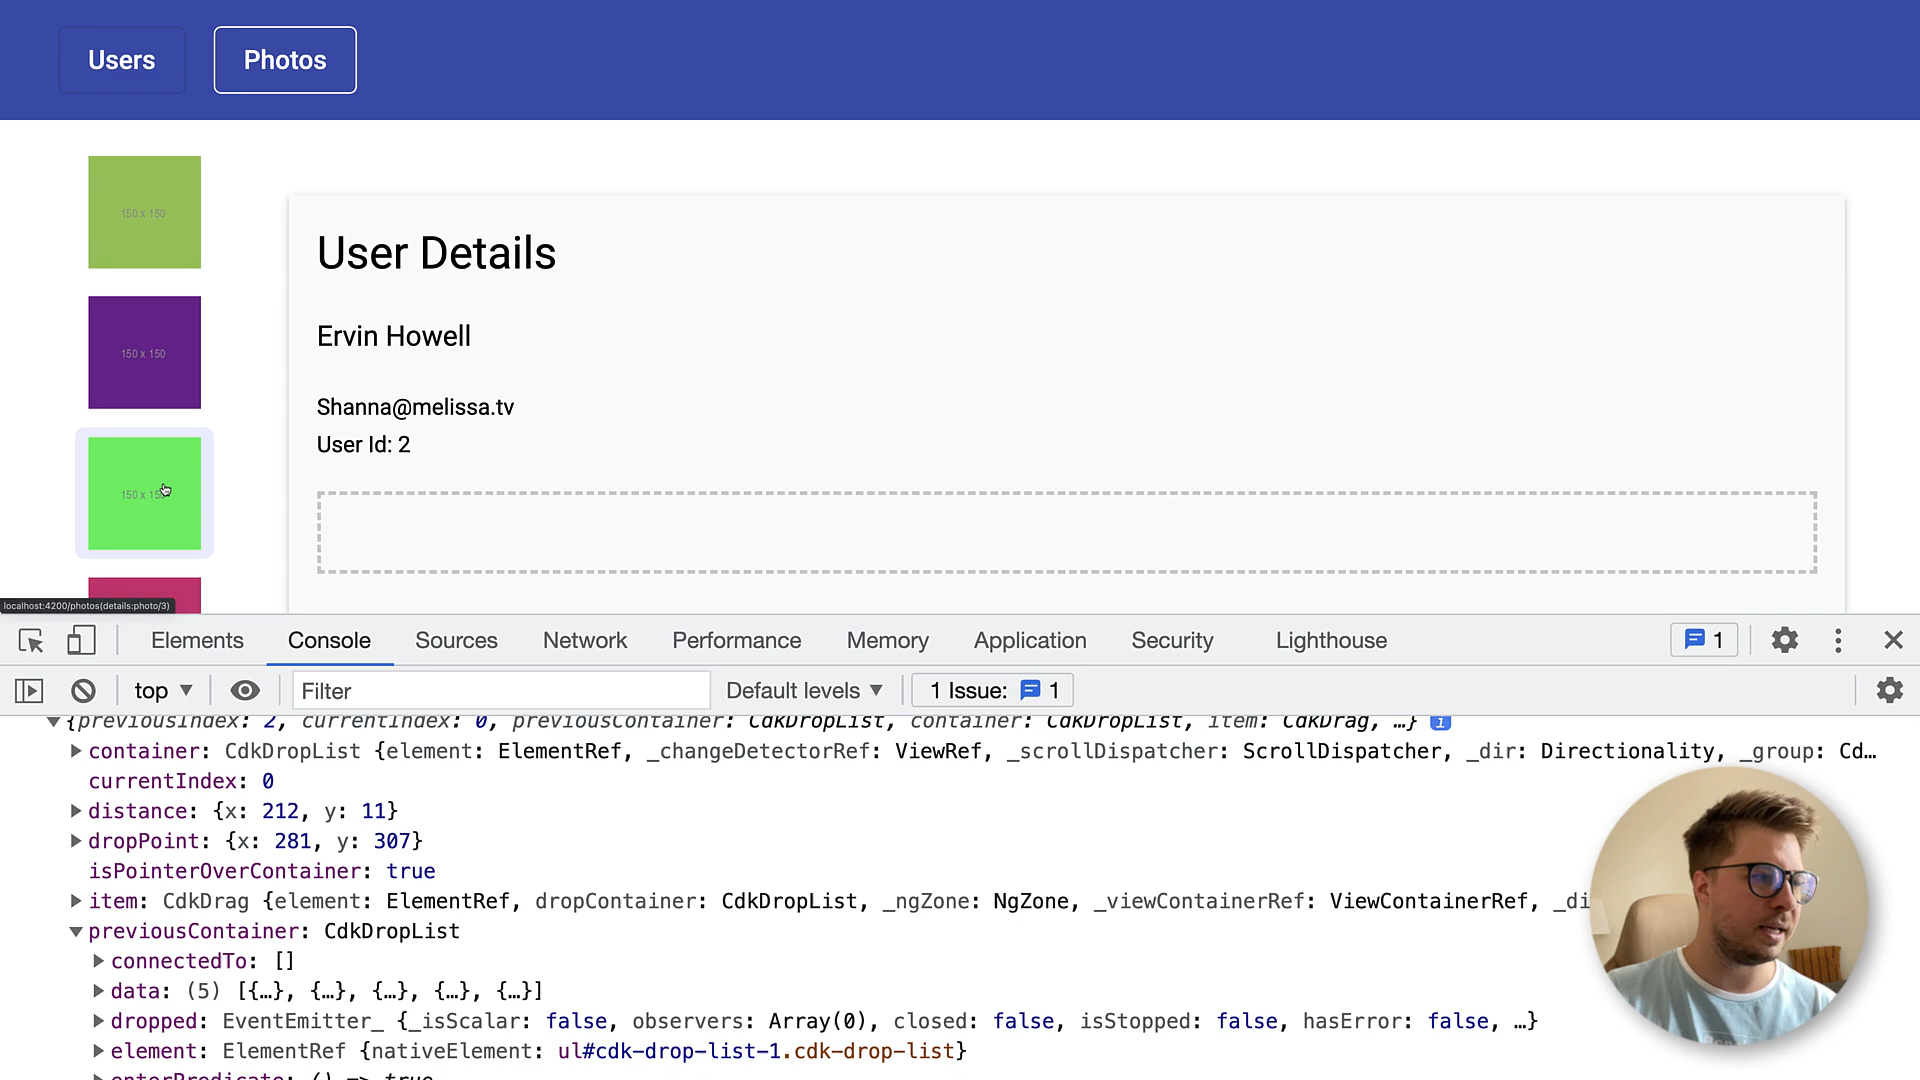 Users
Photos
150 x 150
150 x 150
150 x 15
User Details
Ervin Howell
Shanna@melissa.tv
User Id: 2
localhost:4200/photos(details:photo/3)
Elements Console Sources Network Performance Memory Application Security Lighthouse 1
top ▼ Filter Default levels ▼ 1 Issue: 1
▼{previousIndex: 2, currentIndex: 0, previousContainer: CdkDropList, container: CdkDropList, item: CdkDrag, …} i
▶container: CdkDropList {element: ElementRef, _changeDetectorRef: ViewRef, _scrollDispatcher: ScrollDispatcher, _dir: Directionality, _group: Cd…
currentIndex: 0
▶distance: {x: 212, y: 11}
▶dropPoint: {x: 281, y: 307}
isPointerOverContainer: true
▶item: CdkDrag {element: ElementRef, dropContainer: CdkDropList, _ngZone: NgZone, _viewContainerRef: ViewContainerRef, _di
▼previousContainer: CdkDropList
▶connectedTo: []
▶data: (5) [{…}, {…}, {…}, {…}, {…}]
▶dropped: EventEmitter_ {_isScalar: false, observers: Array(0), closed: false, isStopped: false, hasError: false, …}
▶element: ElementRef {nativeElement: ul#cdk-drop-list-1.cdk-drop-list}
▶enterPredicate: () => true